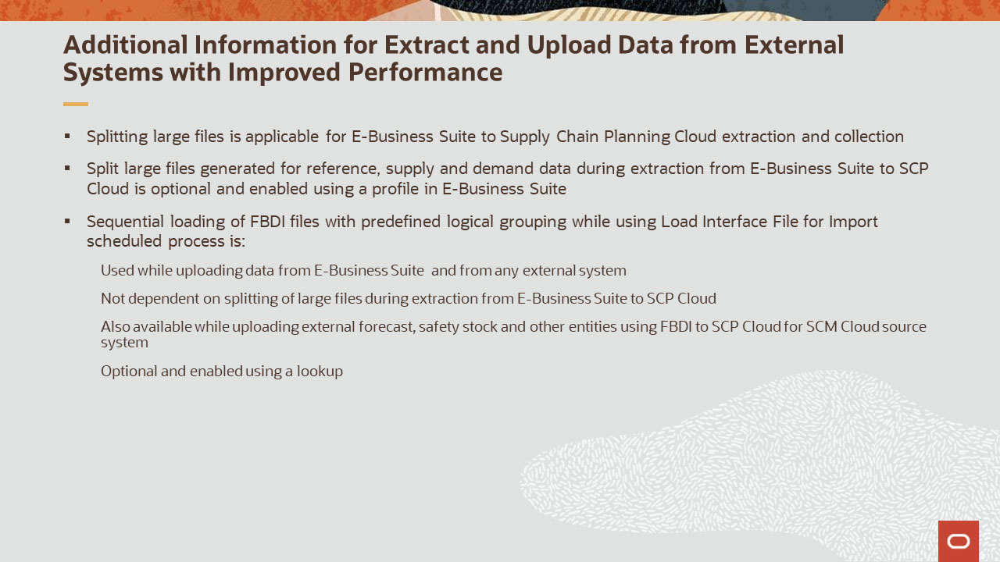 Additional Information for Extract and Upload Data from External
Systems with Improved Performance
▪ Splitting large files is applicable for E-Business Suite to Supply Chain Planning Cloud extraction and collection
▪ Split large files generated for reference, supply and demand data during extraction from E-Business Suite to SCP
Cloud is optional and enabled using a profile in E-Business Suite
▪ Sequential loading of FBDI files with predefined logical grouping while using Load Interface File for Import
scheduled process is:
Used while uploading data from E-Business Suite and from any external system
Not dependent on splitting of large files during extraction from E-Business Suite to SCP Cloud
Also available while uploading external forecast, safety stock and other entities using FBDI to SCP Cloud for SCM Cloud source
system
Optional and enabled using a lookup